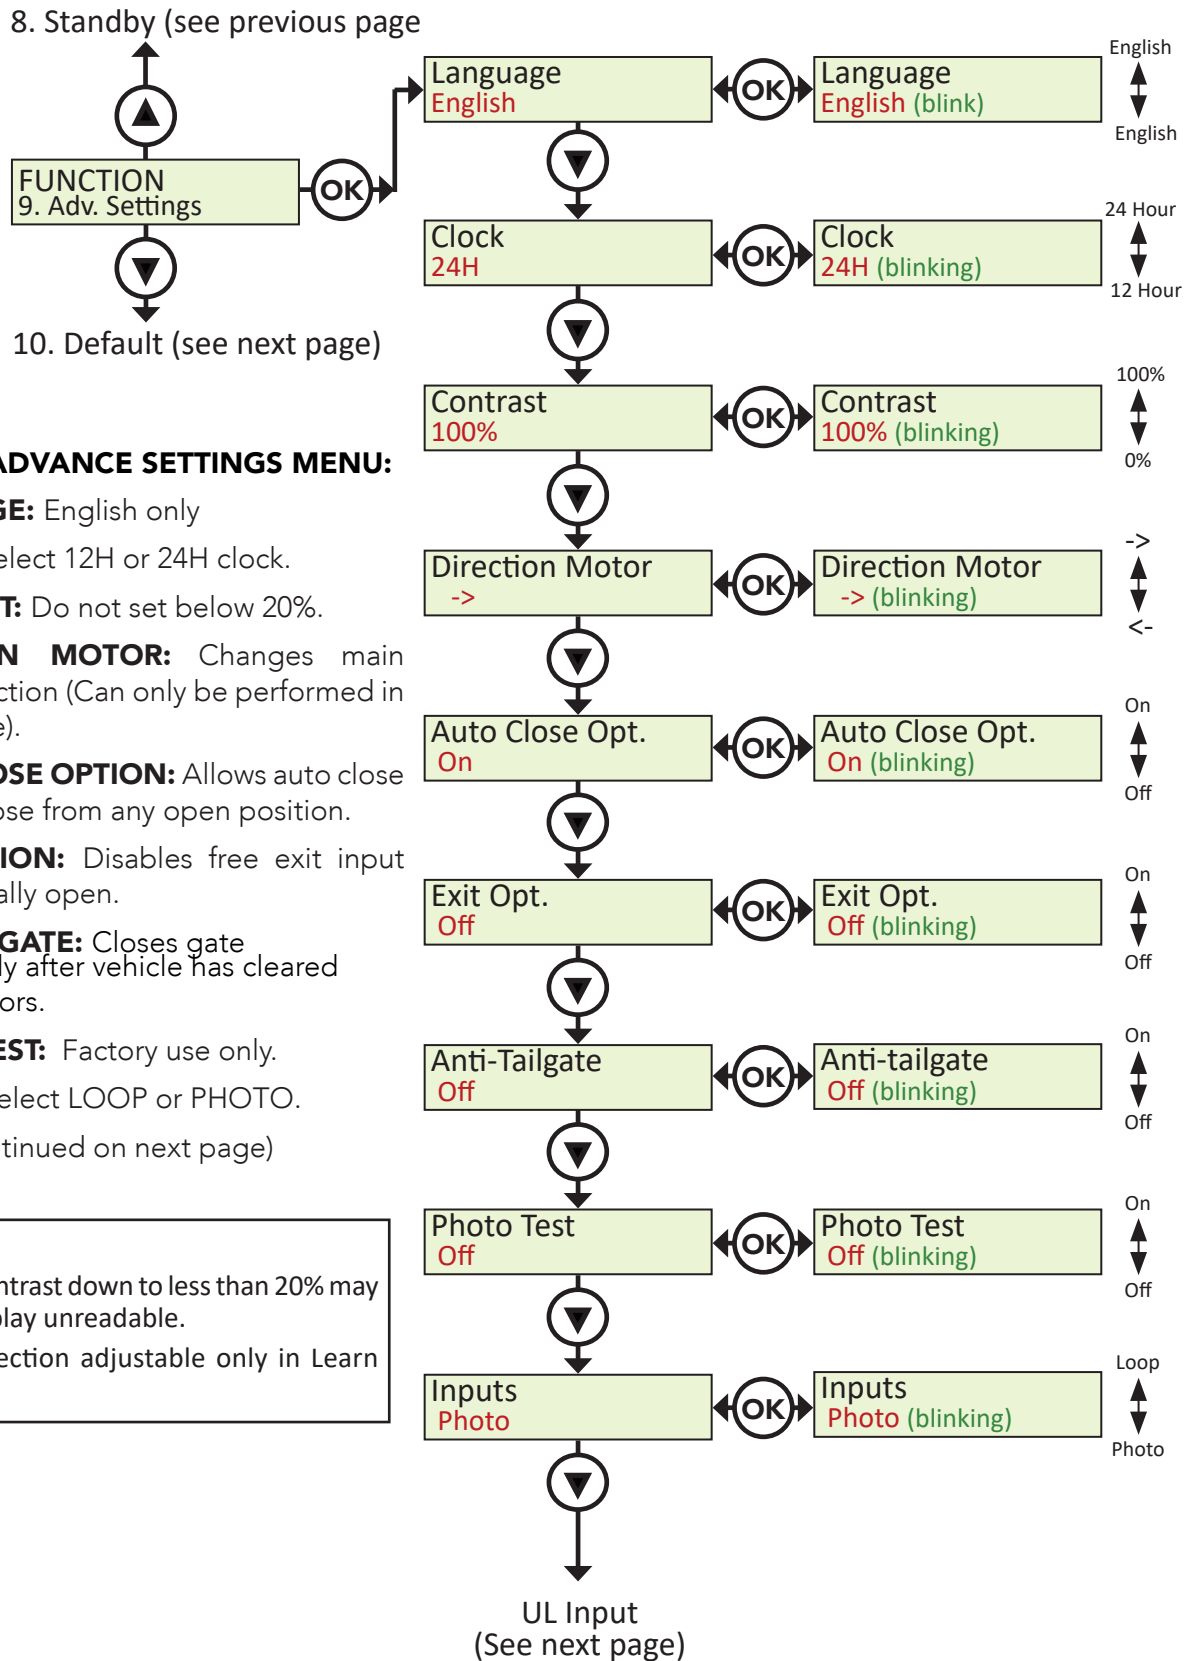 8. Standby (see previous page
FUNCTION
9. Adv. Settings
OK
10. Default (see next page)
ADVANCE SETTINGS MENU:
GE: English only
elect 12H or 24H clock.
T: Do not set below 20%.
N MOTOR: Changes main
ction (Can only be performed in
e).
OSE OPTION: Allows auto close
ose from any open position.
ION: Disables free exit input
ally open.
GATE: Closes gate
ly after vehicle has cleared
ors.
EST: Factory use only.
elect LOOP or PHOTO.
tinued on next page)
ntrast down to less than 20% may
play unreadable.
ection adjustable only in Learn
Language
English
OK
Language
English (blink)
English
English
Clock
24H
OK
Clock
24H (blinking)
24 Hour
12 Hour
Contrast
100%
OK
Contrast
100% (blinking)
100%
0%
Direction Motor
->
OK
Direction Motor
-> (blinking)
->
<-
Auto Close Opt.
On
OK
Auto Close Opt.
On (blinking)
On
Off
Exit Opt.
Off
OK
Exit Opt.
Off (blinking)
On
Off
Anti-Tailgate
Off
OK
Anti-tailgate
Off (blinking)
On
Off
Photo Test
Off
OK
Photo Test
Off (blinking)
On
Off
Inputs
Photo
OK
Inputs
Photo (blinking)
Loop
Photo
UL Input
(See next page)